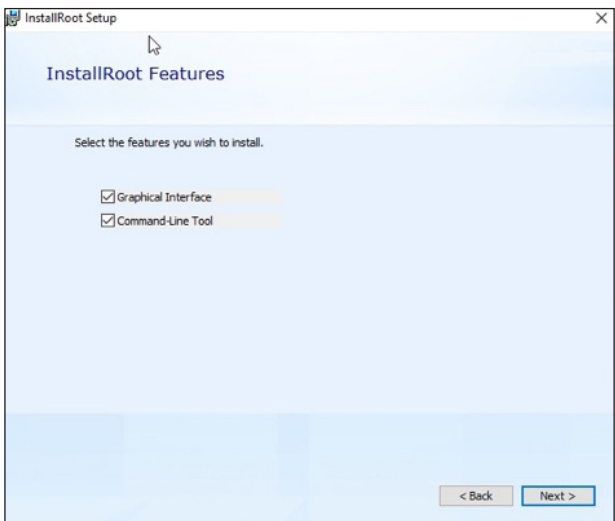 InstallRoot Setup
InstallRoot Features
Select the features you wish to install.
Graphical Interface
Command-Line Tool
< Back Next >